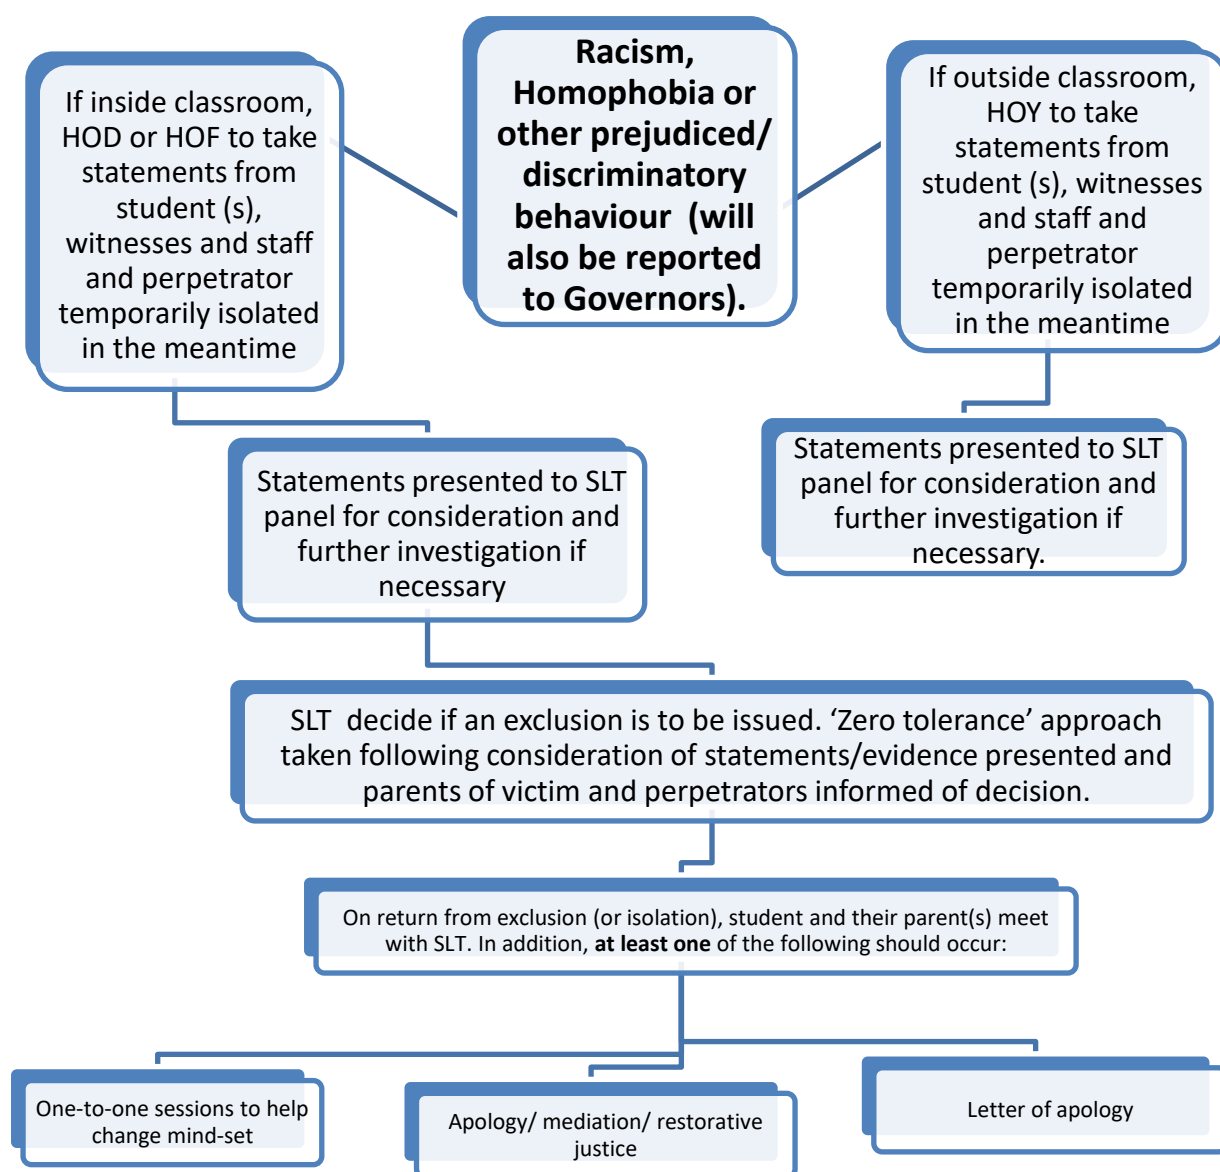 Racism,
Homophobia or
other prejudiced/
discriminatory
behaviour (will
also be reported
to Governors).
If inside classroom,
HOD or HOF to take
statements from
student (s),
witnesses and staff
and perpetrator
temporarily isolated
in the meantime
If outside classroom,
HOY to take
statements from
student (s), witnesses
and staff and
perpetrator
temporarily isolated
in the meantime
Statements presented to SLT
panel for consideration and
further investigation if
necessary
Statements presented to SLT
panel for consideration and
further investigation if
necessary.
SLT decide if an exclusion is to be issued. ‘Zero tolerance’ approach
taken following consideration of statements/evidence presented and
parents of victim and perpetrators informed of decision.
On return from exclusion (or isolation), student and their parent(s) meet
with SLT. In addition, at least one of the following should occur:
One-to-one sessions to help
change mind-set
Apology/ mediation/ restorative
justice
Letter of apology